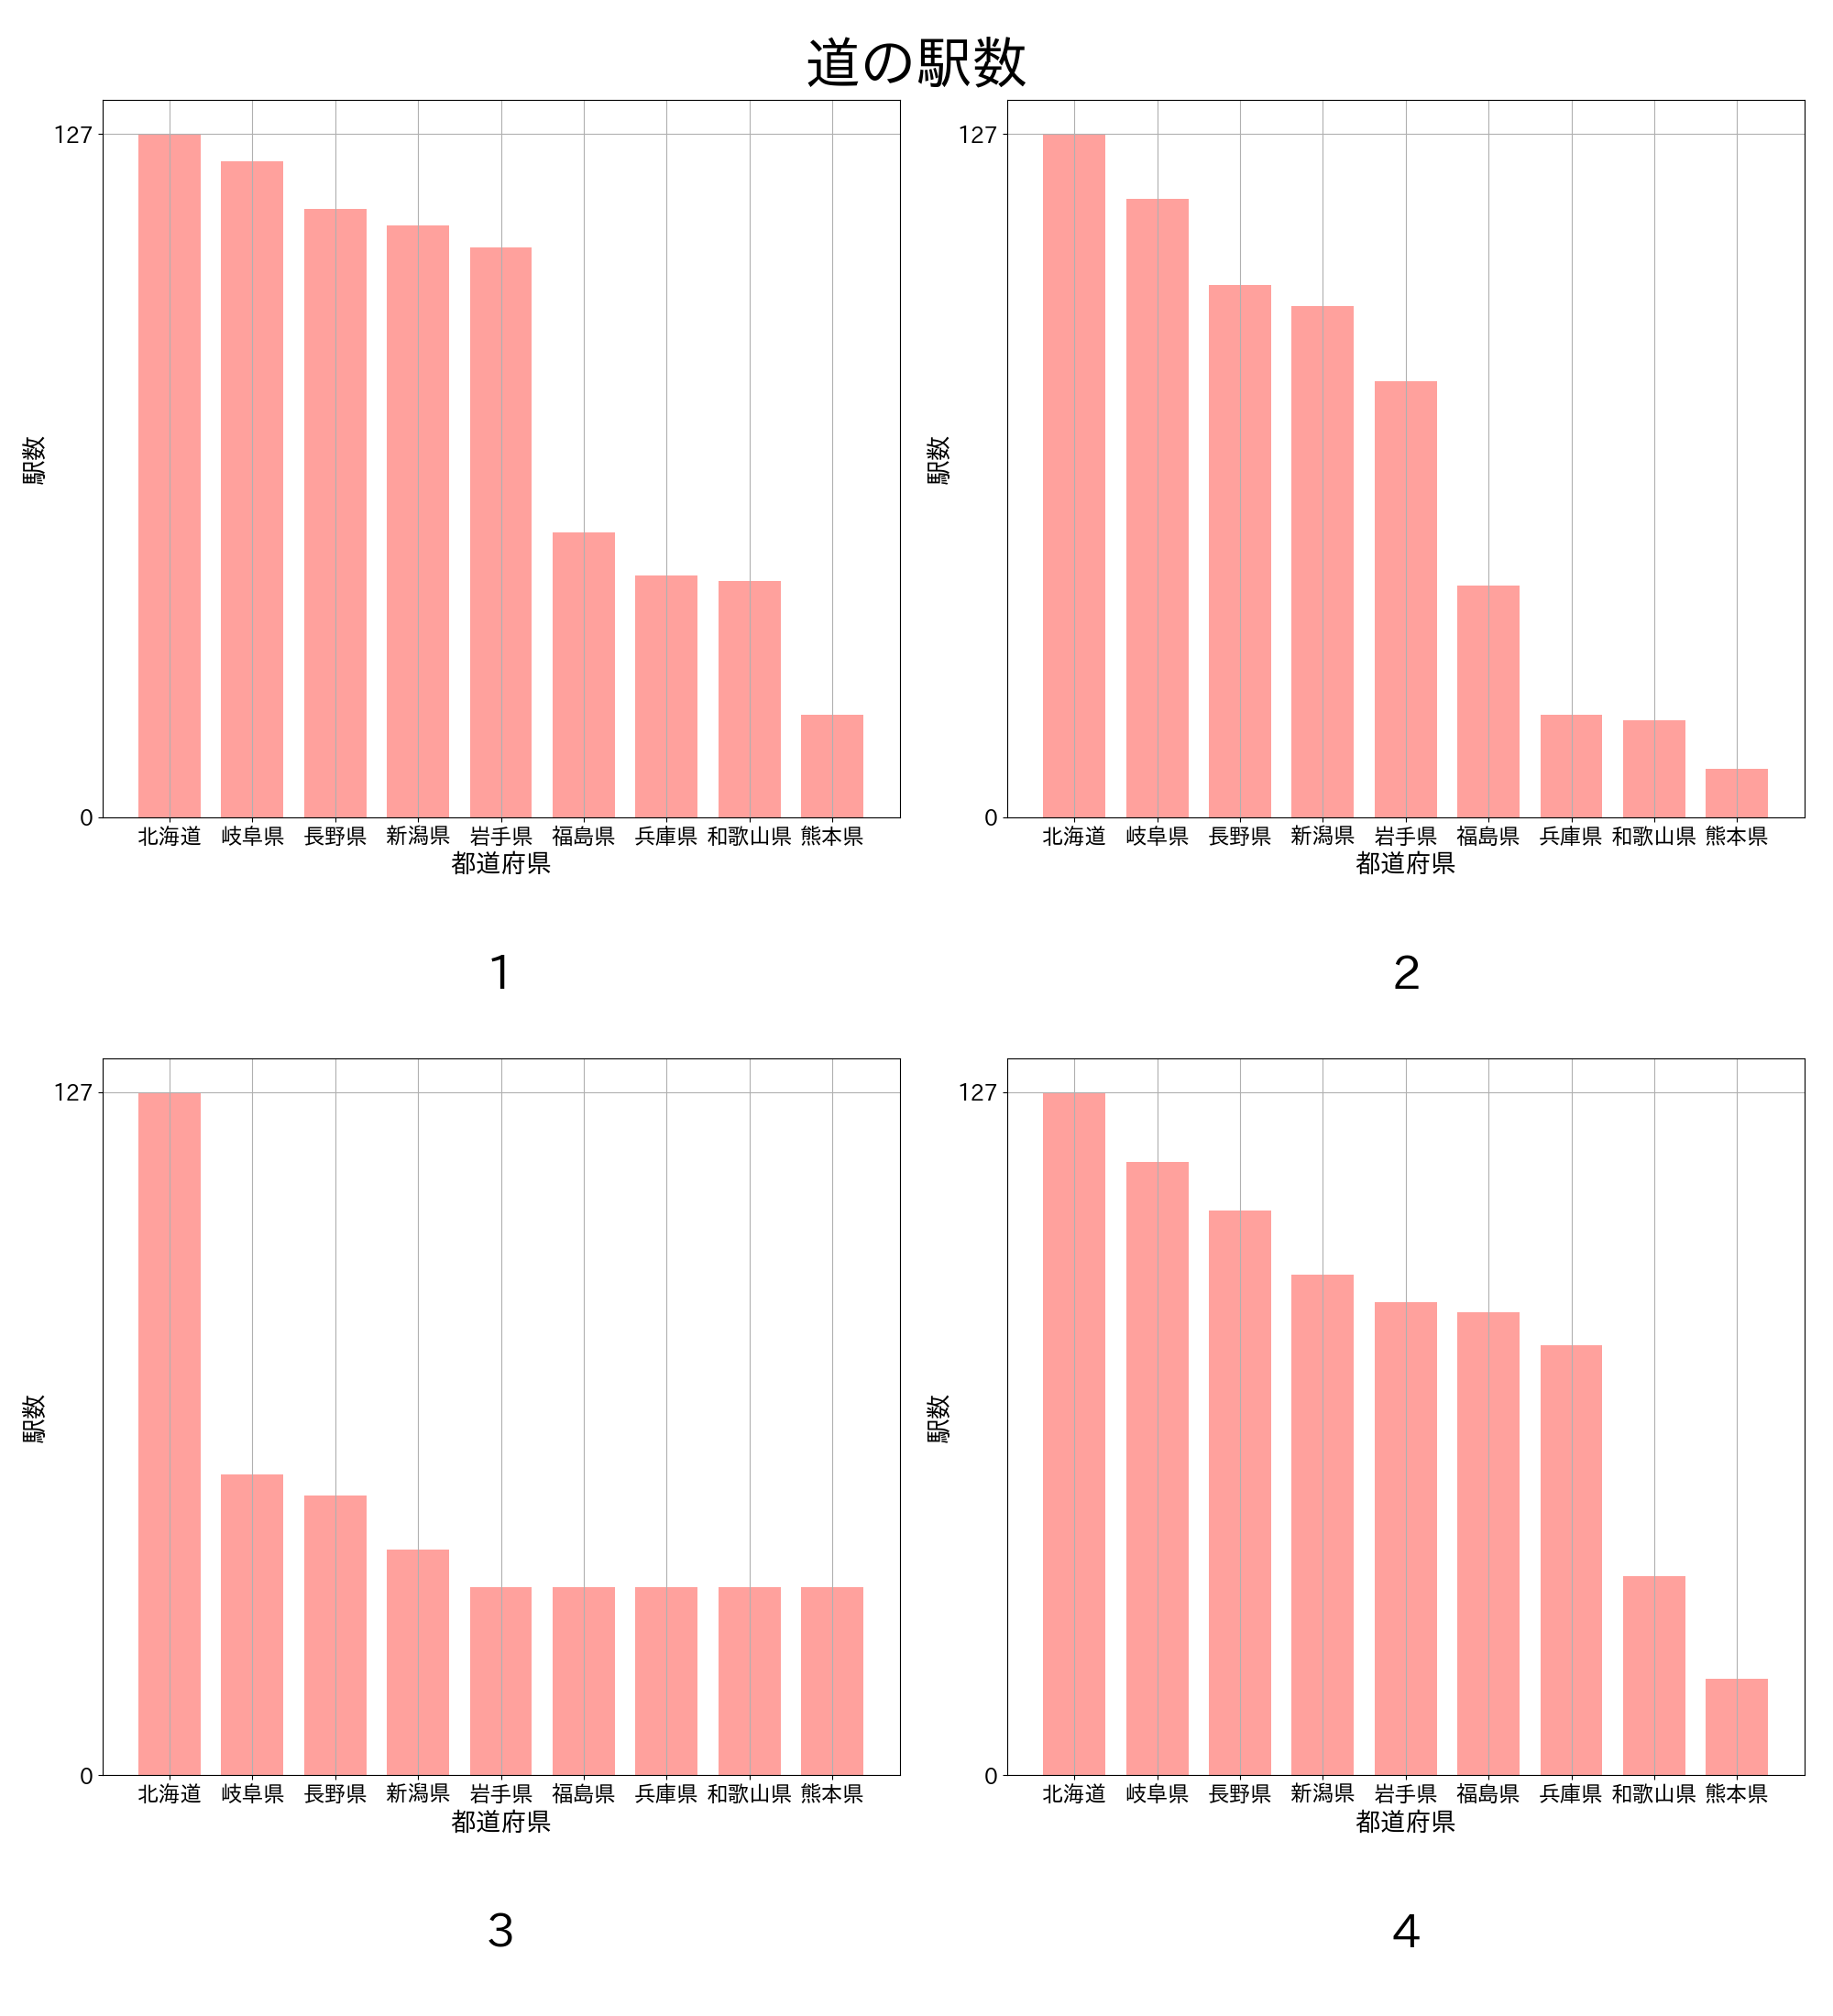 道の駅数
127
0
駅数
北海道 岐阜県 長野県 新潟県 岩手県 福島県 兵庫県 和歌山県 熊本県
都道府県
1
127
0
駅数
北海道 岐阜県 長野県 新潟県 岩手県 福島県 兵庫県 和歌山県 熊本県
都道府県
2
127
0
駅数
北海道 岐阜県 長野県 新潟県 岩手県 福島県 兵庫県 和歌山県 熊本県
都道府県
3
127
0
駅数
北海道 岐阜県 長野県 新潟県 岩手県 福島県 兵庫県 和歌山県 熊本県
都道府県
4